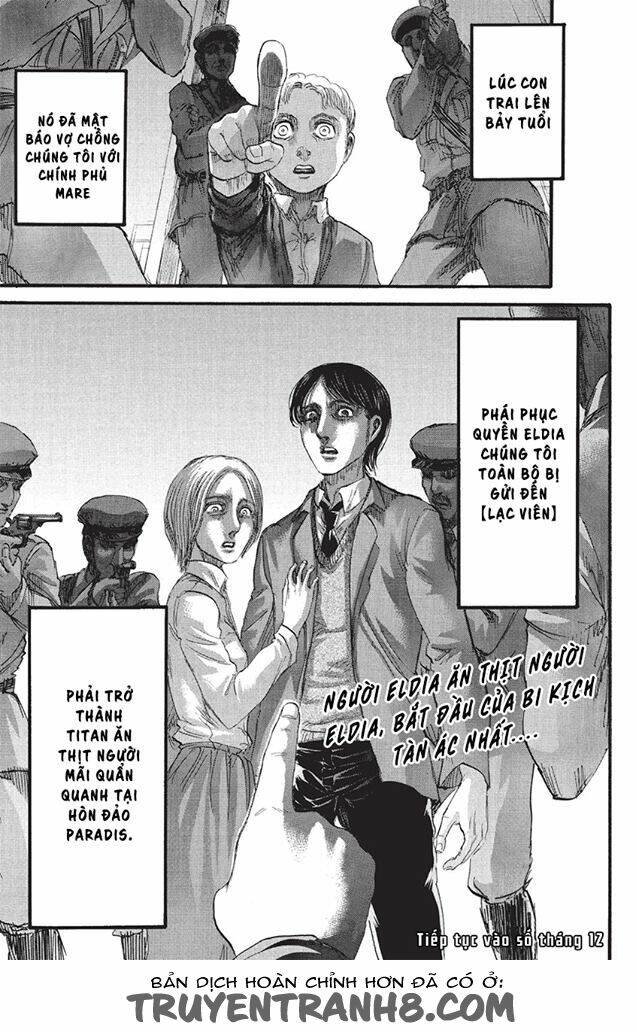 LÚC CON
TRAI LÊN
BẢY TUỔI
NÓ ĐÃ MẬT
BÁO VỢ CHỒNG
CHÚNG TÔI VỚI
CHÍNH PHỦ
MARE
PHÁI PHỤC
QUYỀN ELDIA
CHÚNG TÔI
TOÀN BỘ BỊ
GỬI ĐẾN
[LẠC VIÊN]
PHẢI TRỞ
THÀNH
TITAN ĂN
THỊT NGƯỜI
MÃI QUẨN
QUANH TẠI
HÒN ĐẢO
PARADIS.
NGƯỜI ELDIA ĂN THỊT NGƯỜI
ELDIA, BẮT ĐẦU CỦA BI KỊCH
TÀN ÁC NHẤT....
Tiếp tục vào số tháng 12
BẢN DỊCH HOÀN CHỈNH HƠN ĐÃ CÓ Ở:
TRUYENTRANH8.COM